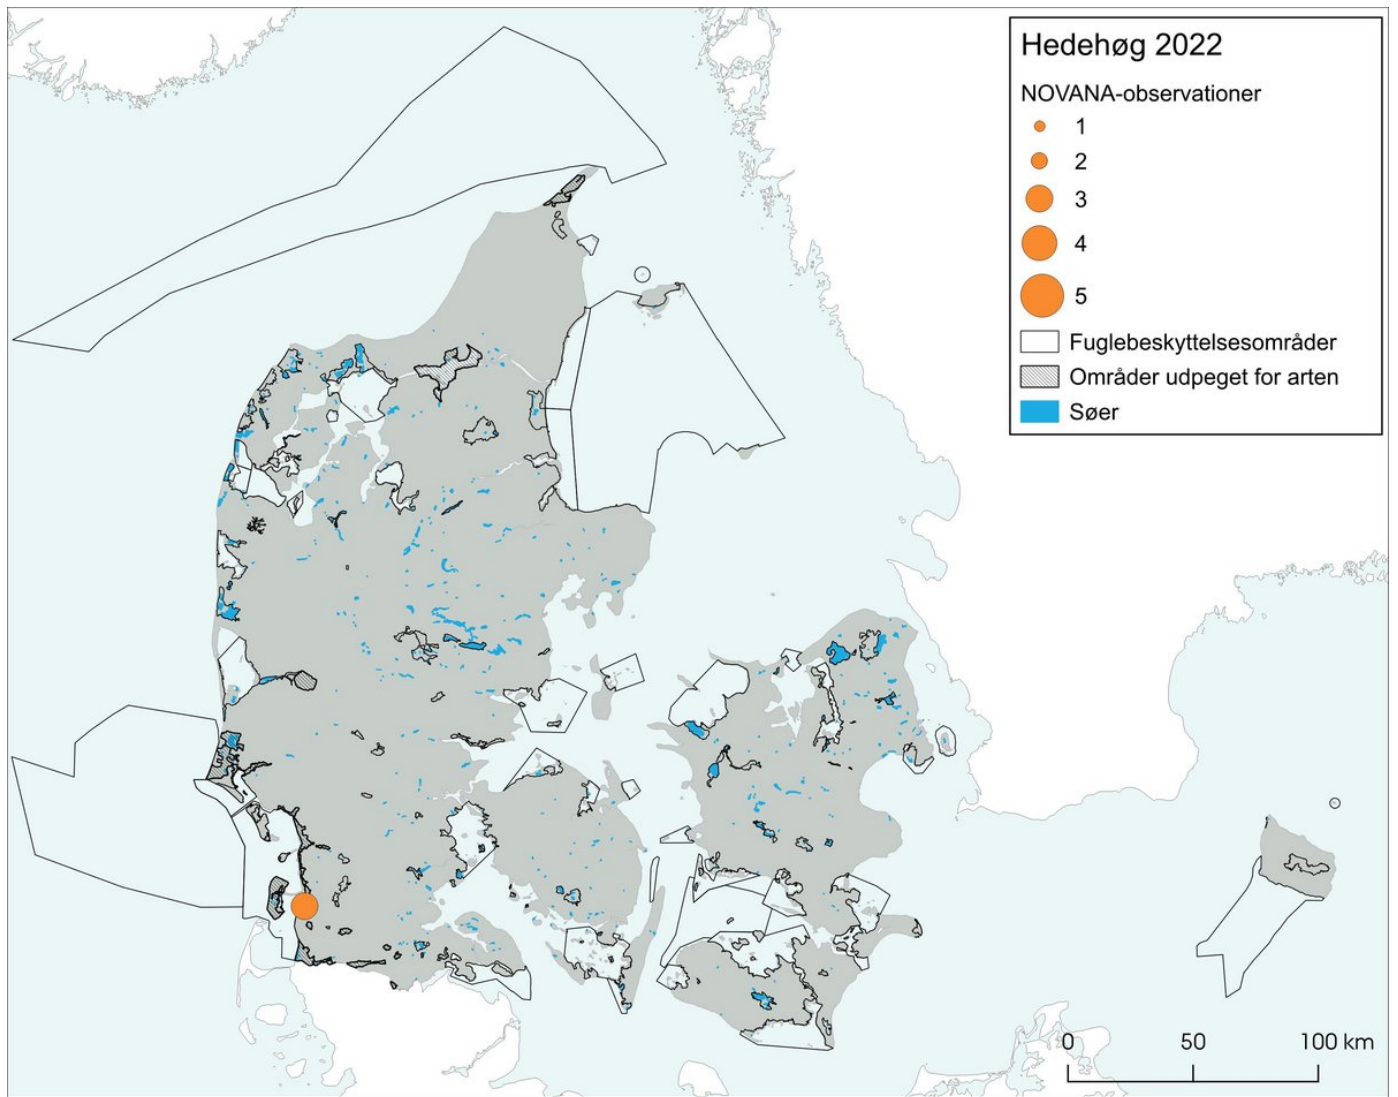 Hedehøg 2022
NOVANA-observationer
1
2
3
4
5
Fuglebeskyttelsesområder
Områder udpeget for arten
Søer
0 50 100 km